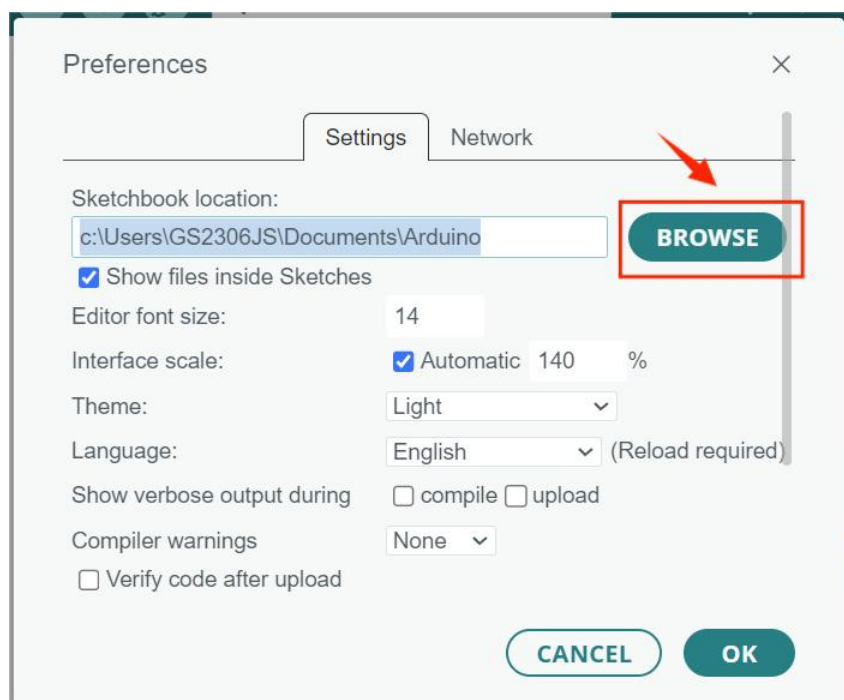 Preferences
Settings Network
Sketchbook location:
c:\Users\GS2306JS\Documents\Arduino BROWSE
Show files inside Sketches
Editor font size: 14
Interface scale: Automatic 140 %
Theme: Light
Language: English (Reload required)
Show verbose output during compile upload
Compiler warnings None
Verify code after upload
CANCEL OK